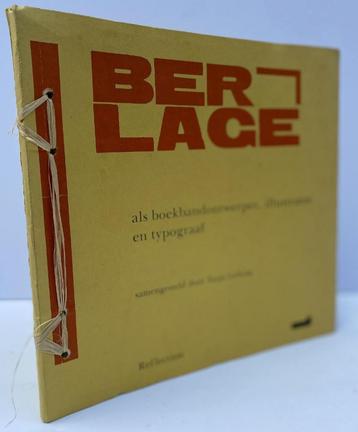 BER
LAGE
als boekbandontwerper, illustrator
en typograaf
samengesteld door
Reflection